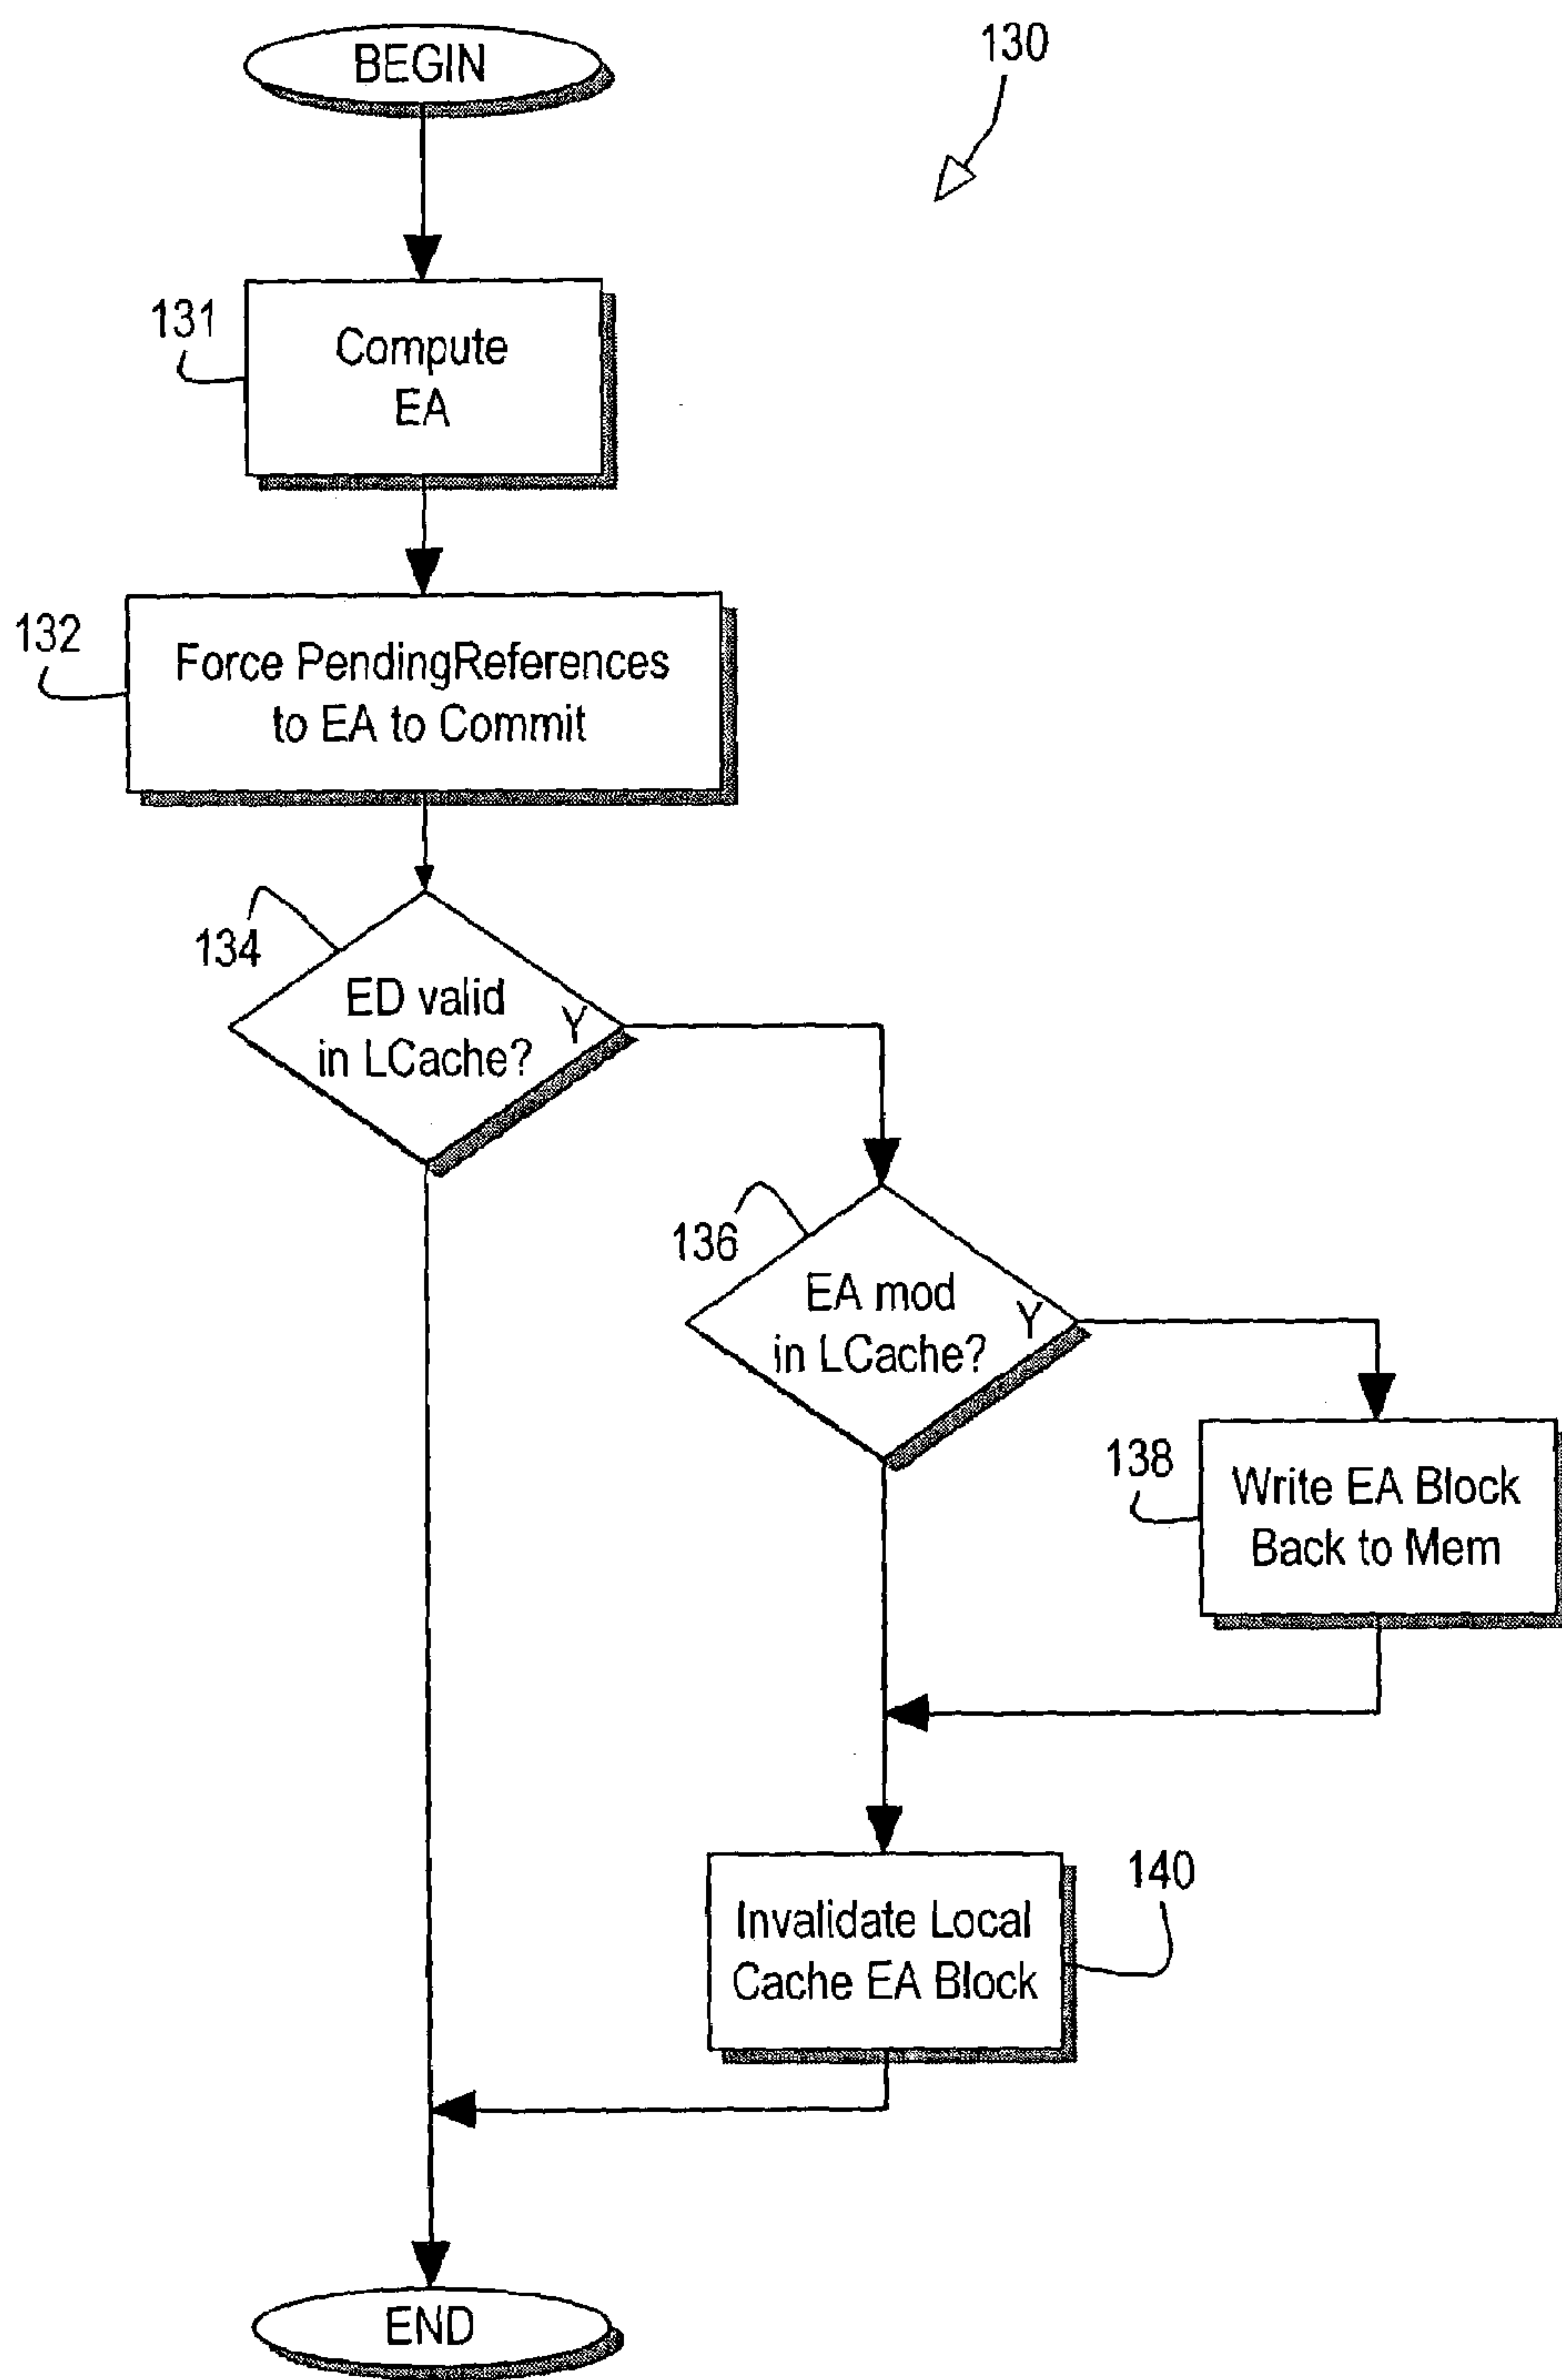 BEGIN
130
131
Compute
EA
132
Force PendingReferences
to EA to Commit
134
ED valid
in LCache?
Y
136
EA mod
in LCache?
Y
138
Write EA Block
Back to Mem
140
Invalidate Local
Cache EA Block
END